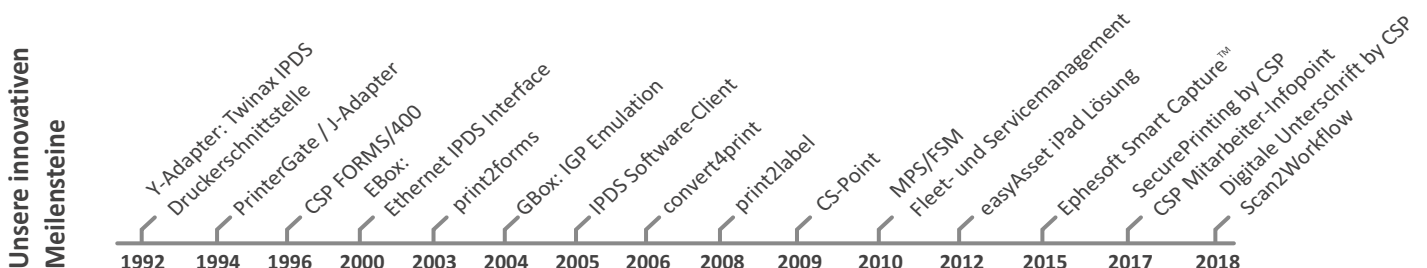 Unsere innovativen
Meilensteine
Y-Adapter: Twinax IPDS
Druckerschnittstelle
PrinterGate / J-Adapter
CSP FORMS/400
EBox:
Ethernet IPDS Interface
print2forms
GBox: IGP Emulation
IPDS Software-Client
convert4print
print2label
CS-Point
MPS/FSM
Fleet- und Servicemanagement
easyAsset iPad Lösung
Ephesoft Smart Capture™
SecurePrinting by CSP
CSP Mitarbeiter-Infopoint
Digitale Unterschrift by CSP
Scan2Workflow
1992 1994 1996 2000 2003 2004 2005 2006 2008 2009 2010 2012 2015 2017 2018